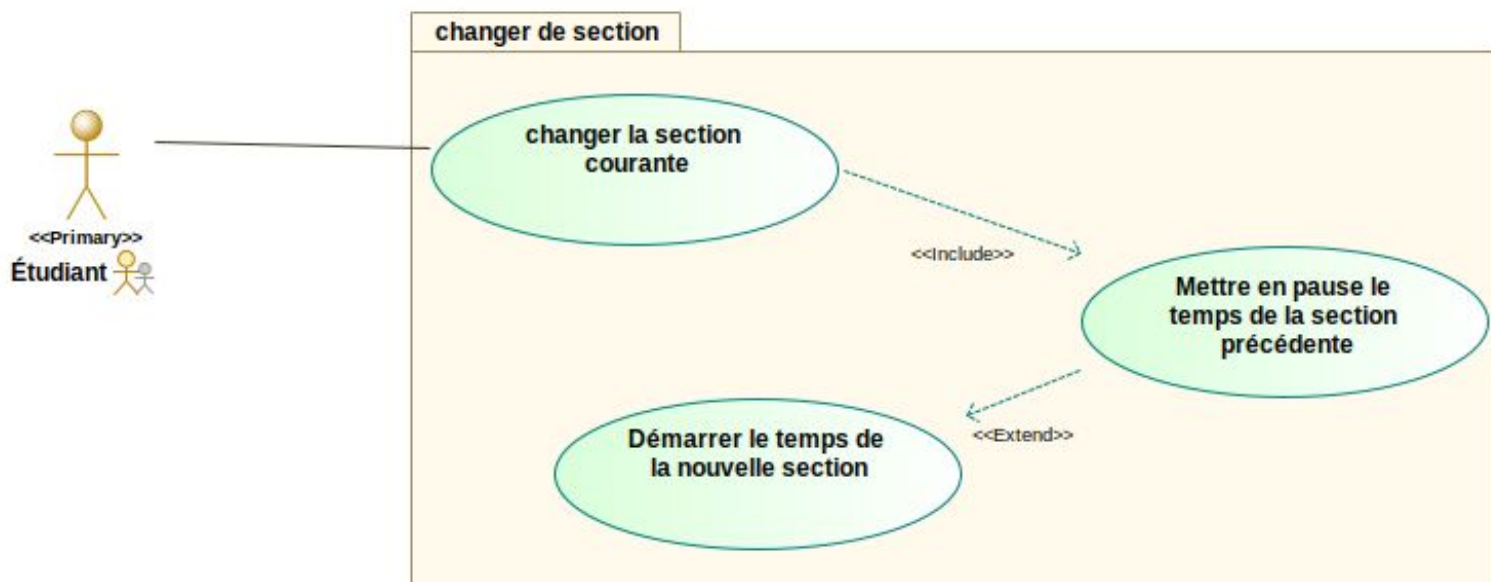 changer de section
changer la section
courante
<<Primary>>
Étudiant
<<Include>>
Mettre en pause le
temps de la section
précédente
<<Extend>>
Démarrer le temps de
la nouvelle section